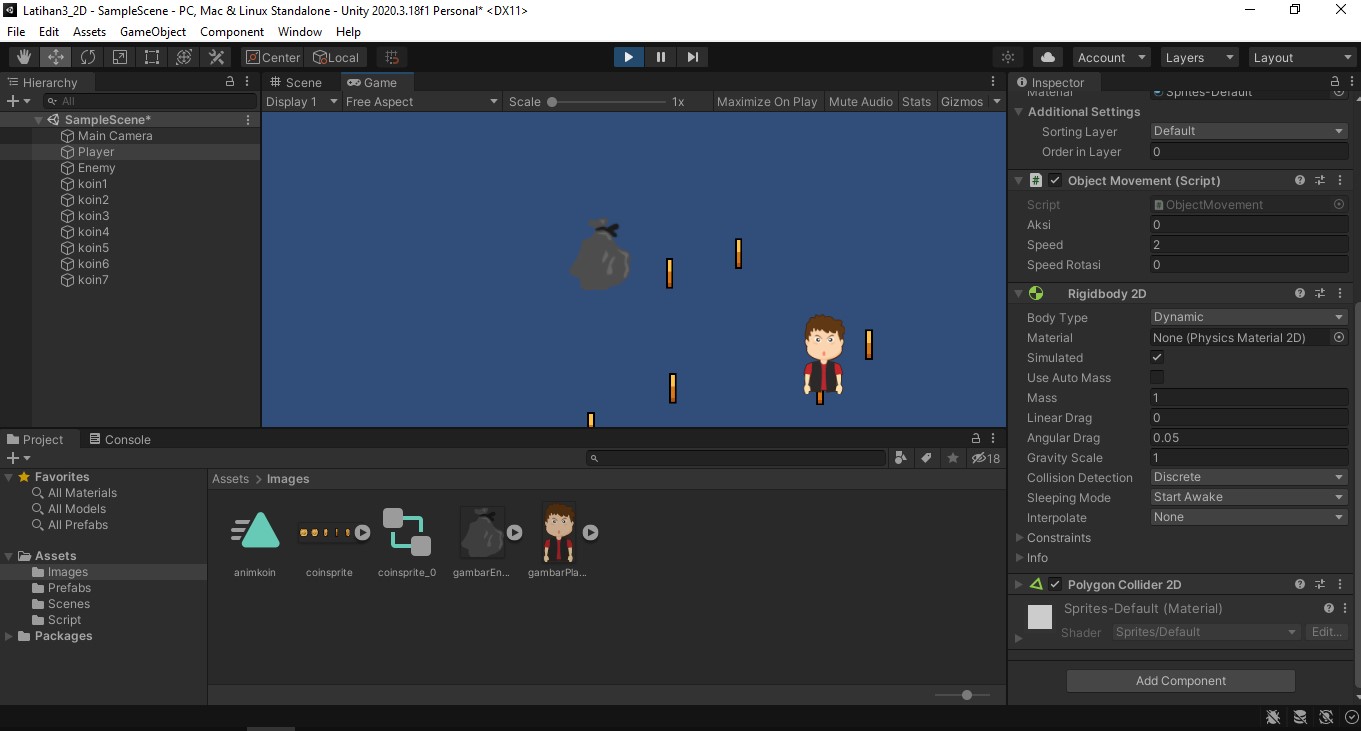 Latihan3_2D - SampleScene - PC, Mac & Linux Standalone - Unity 2020.3.18f1 Personal* <DX11>
File Edit Assets GameObject Component Window Help
Center Local Account Layers Layout
Hierarchy
All
SampleScene*
Main Camera
Player
Enemy
koin1
koin2
koin3
koin4
koin5
koin6
koin7
Scene Game
Display 1 Free Aspect Scale 1x Maximize On Play Mute Audio Stats Gizmos
Inspector
Material Sprites-Default
Additional Settings
Sorting Layer Default
Order in Layer 0
# Object Movement (Script)
Script ObjectMovement
Aksi 0
Speed 2
Speed Rotasi 0
Rigidbody 2D
Body Type Dynamic
Material None (Physics Material 2D)
Simulated
Use Auto Mass
Mass 1
Linear Drag 0
Angular Drag 0.05
Gravity Scale 1
Collision Detection Discrete
Sleeping Mode Start Awake
Interpolate None
Constraints
Info
Polygon Collider 2D
Sprites-Default (Material)
Shader Sprites/Default Edit...
Add Component
Project Console
18
Favorites
All Materials
All Models
All Prefabs
Assets
Images
Prefabs
Scenes
Script
Packages
Assets > Images
animkoin coinsprite coinsprite_0 gambarEn... gambarPla...